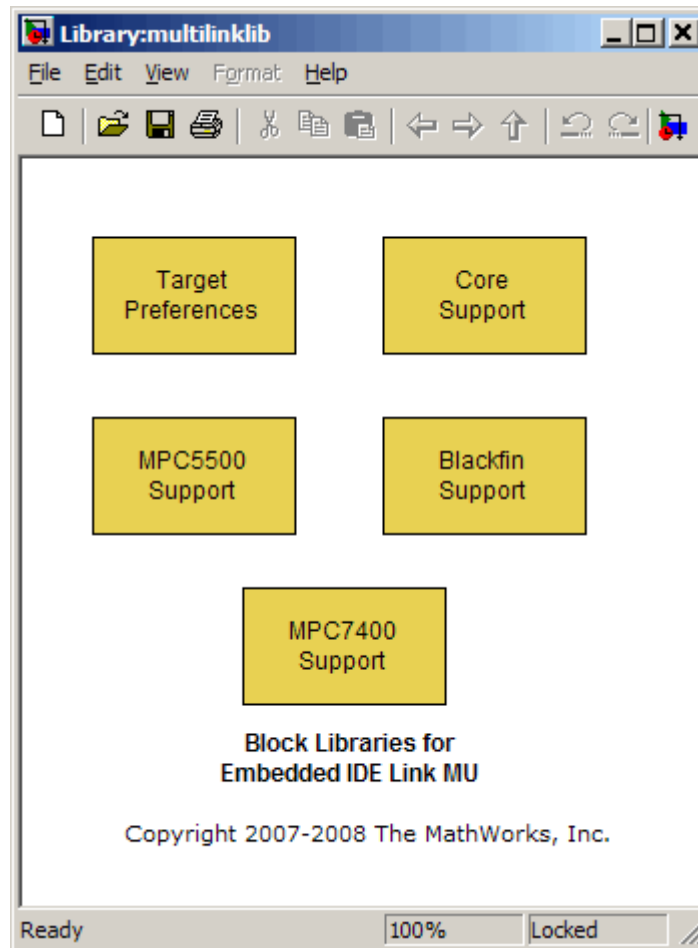 Library:multilinklib
File Edit View Format Help
Target
Preferences
Core
Support
MPC5500
Support
Blackfin
Support
MPC7400
Support
Block Libraries for
Embedded IDE Link MU
Copyright 2007-2008 The MathWorks, Inc.
Ready 100% Locked